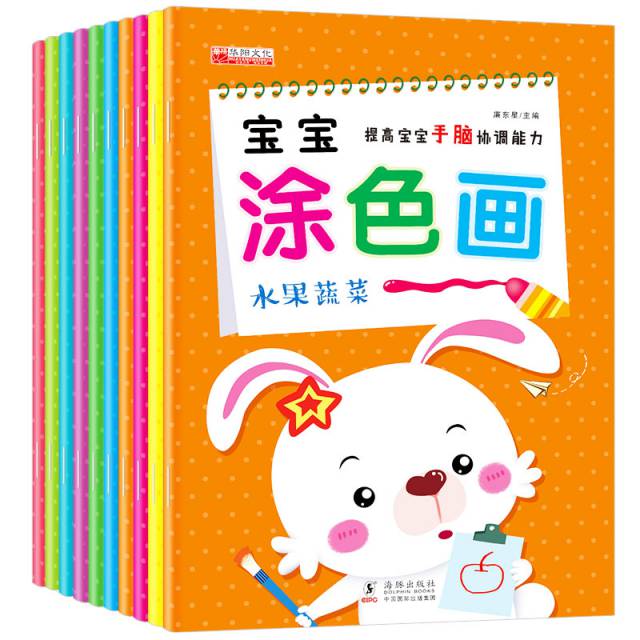 华阳文化
廉东星/主编
宝宝
提高宝宝手脑协调能力
涂色画
水果蔬菜
海豚出版社
DOLPHIN BOOKS
CIPG 中国国际出版集团